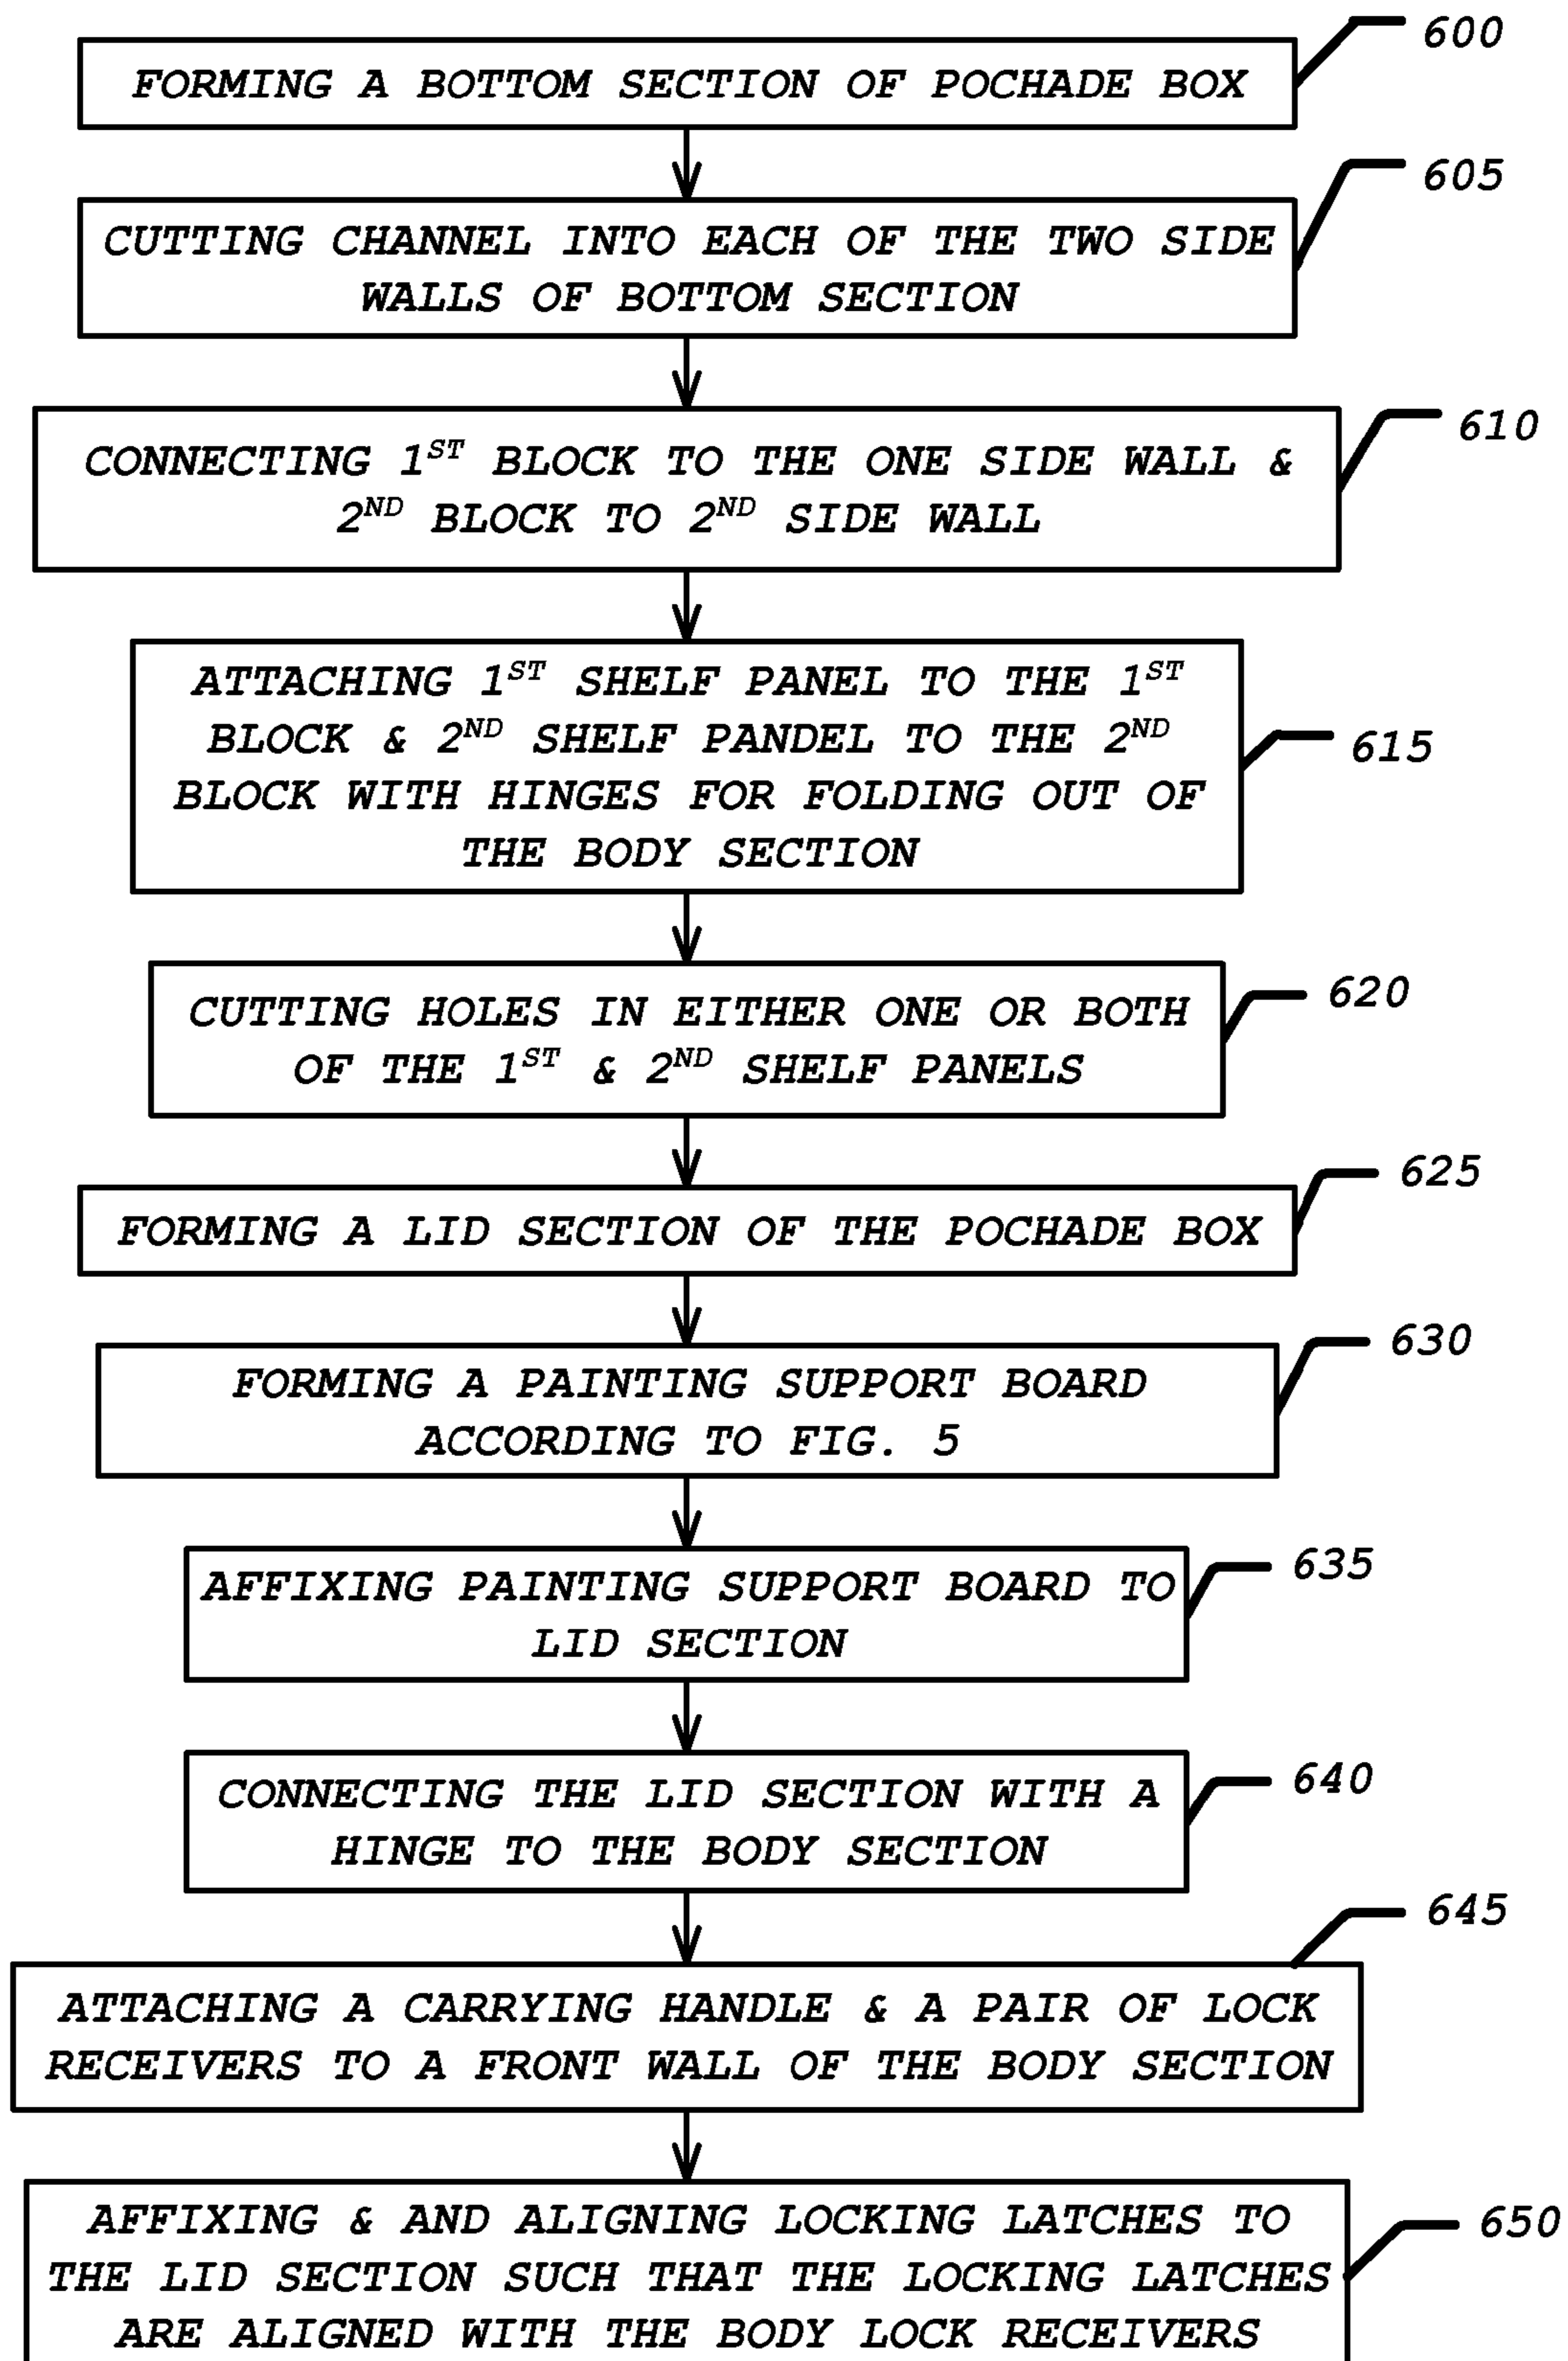 600
FORMING A BOTTOM SECTION OF POCHADE BOX
605
CUTTING CHANNEL INTO EACH OF THE TWO SIDE
WALLS OF BOTTOM SECTION
610
CONNECTING 1ST BLOCK TO THE ONE SIDE WALL &
2ND BLOCK TO 2ND SIDE WALL
ATTACHING 1ST SHELF PANEL TO THE 1ST
BLOCK & 2ND SHELF PANDEL TO THE 2ND
615
BLOCK WITH HINGES FOR FOLDING OUT OF
THE BODY SECTION
620
CUTTING HOLES IN EITHER ONE OR BOTH
OF THE 1ST & 2ND SHELF PANELS
625
FORMING A LID SECTION OF THE POCHADE BOX
630
FORMING A PAINTING SUPPORT BOARD
ACCORDING TO FIG. 5
635
AFFIXING PAINTING SUPPORT BOARD TO
LID SECTION
640
CONNECTING THE LID SECTION WITH A
HINGE TO THE BODY SECTION
645
ATTACHING A CARRYING HANDLE & A PAIR OF LOCK
RECEIVERS TO A FRONT WALL OF THE BODY SECTION
650
AFFIXING & AND ALIGNING LOCKING LATCHES TO
THE LID SECTION SUCH THAT THE LOCKING LATCHES
ARE ALIGNED WITH THE BODY LOCK RECEIVERS